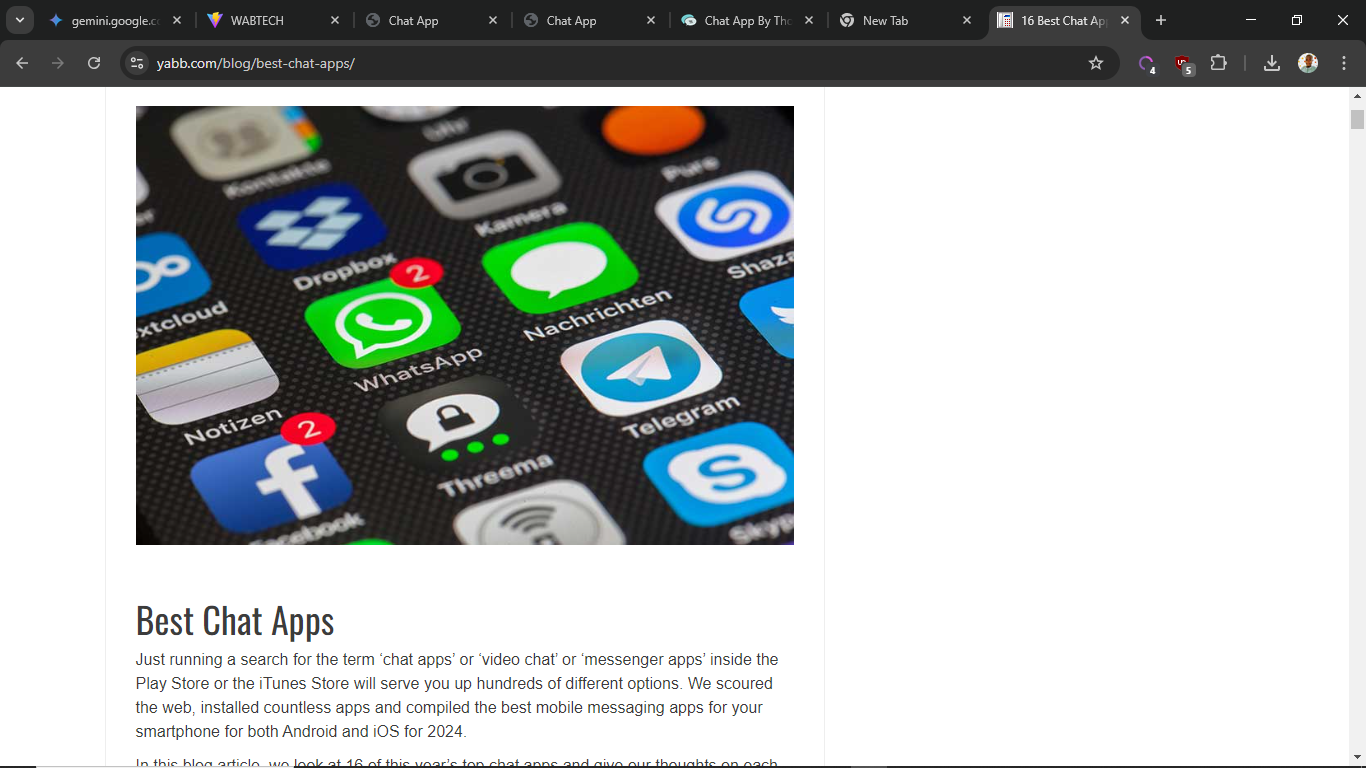 gemini.google.co
WABTECH
Chat App
Chat App
Chat App By Tho
New Tab
16 Best Chat App
yabb.com/blog/best-chat-apps/
4
5
Uhr
Pure
Kontakte
Kamera
Dropbox
Shaza
2
Nachrichten
xtcloud
WhatsApp
Telegram
Notizen
2
Threema
Facebook
Skyp
Best Chat Apps
Just running a search for the term ‘chat apps’ or ‘video chat’ or ‘messenger apps’ inside the
Play Store or the iTunes Store will serve you up hundreds of different options. We scoured
the web, installed countless apps and compiled the best mobile messaging apps for your
smartphone for both Android and iOS for 2024.
In this blog article, we look at 16 of this year’s top chat apps and give our thoughts on each